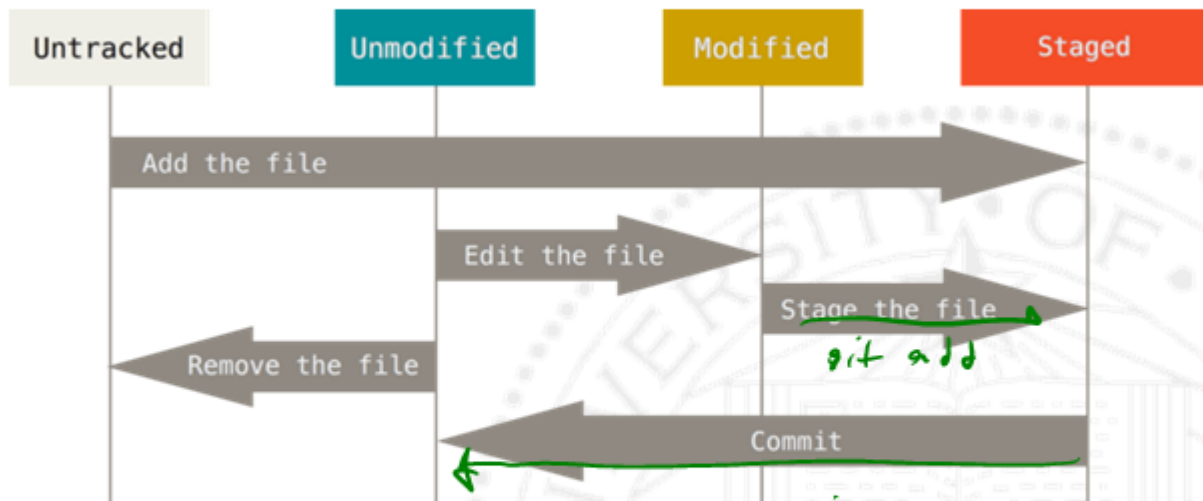 Untracked
Unmodified
Modified
Staged
Add the file
Edit the file
Stage the file
git add
Remove the file
Commit